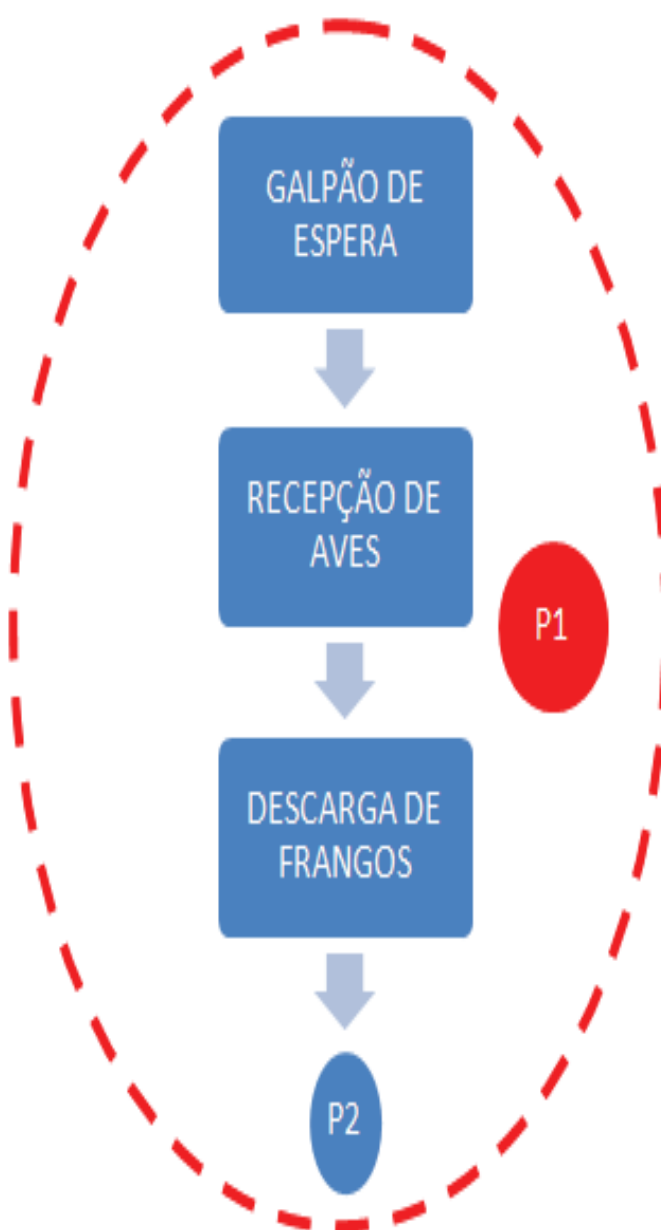 GALPÃO DE
ESPERA
RECEPÇÃO DE
AVES
P1
DESCARGA DE
FRANGOS
P2